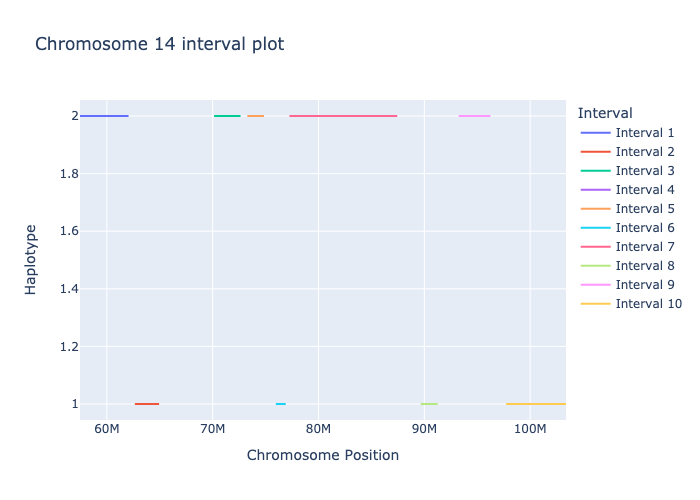 Chromosome 14 interval plot
Interval
Interval 1
Interval 2
Interval 3
Interval 4
Interval 5
Interval 6
Interval 7
Interval 8
Interval 9
Interval 10
Haplotype
2
1.8
1.6
1.4
1.2
1
60M 70M 80M 90M 100M
Chromosome Position